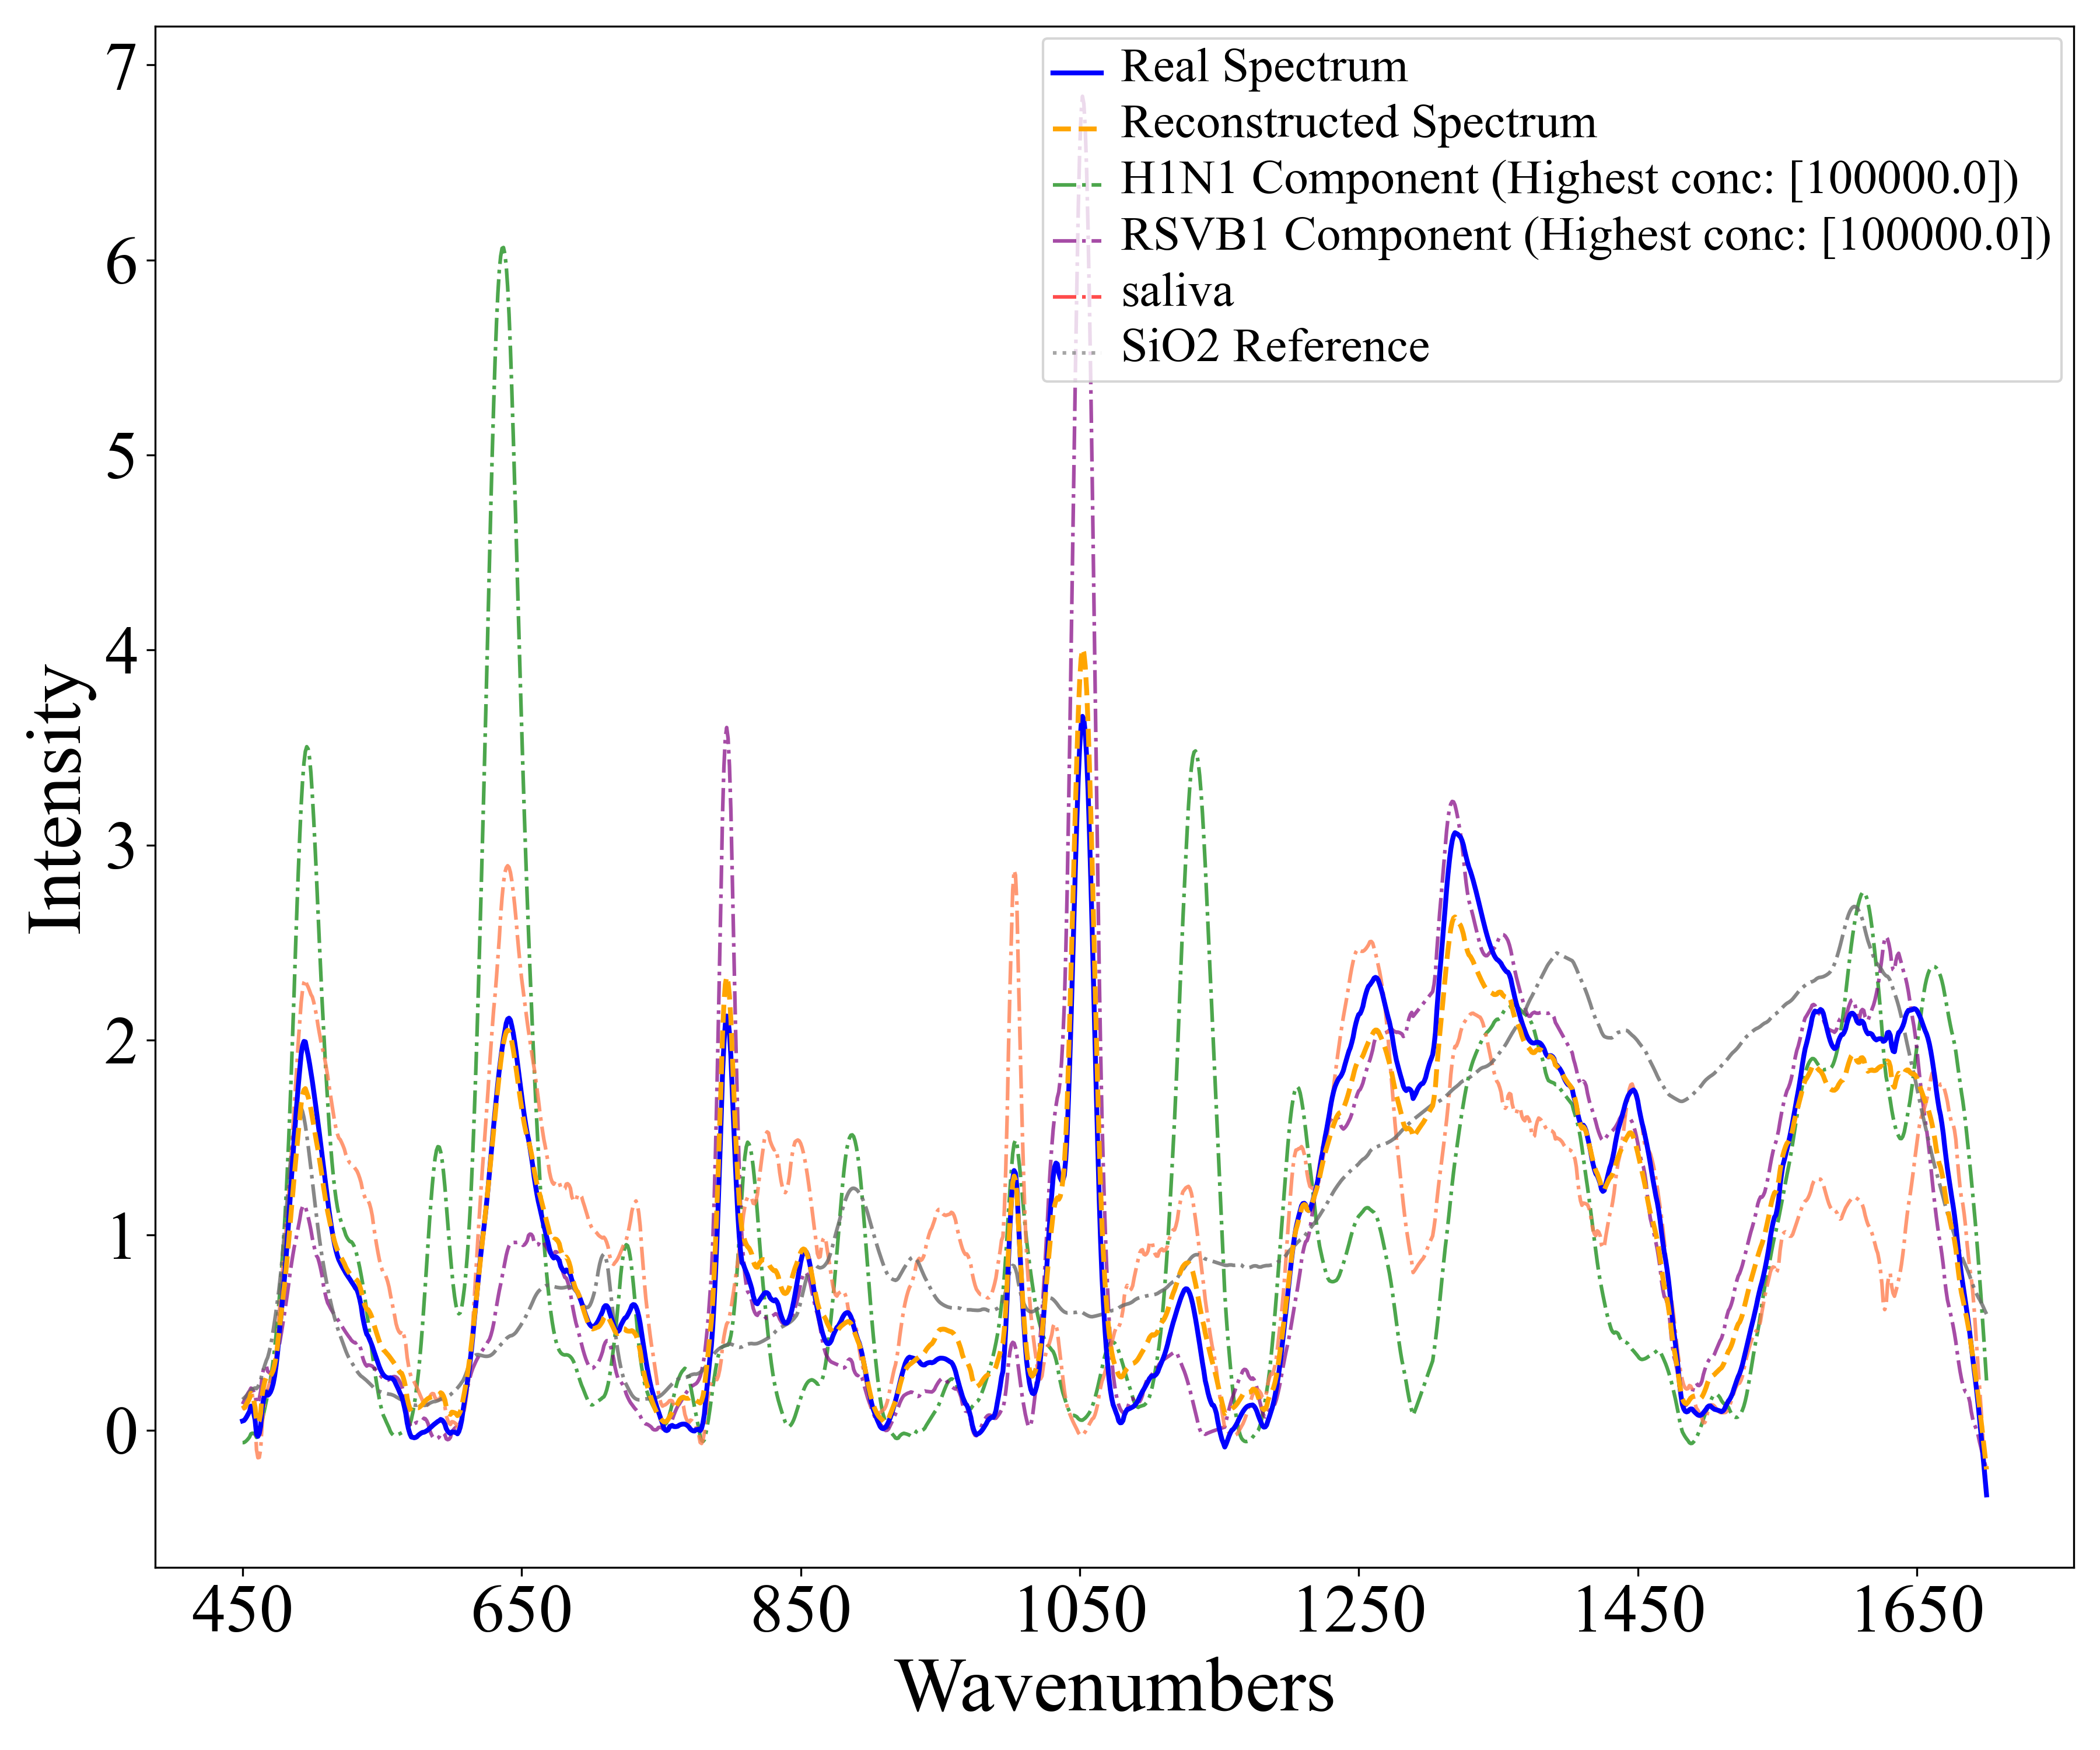 Intensity
7
6
5
4
3
2
1
0
Real Spectrum
Reconstructed Spectrum
H1N1 Component (Highest conc: [100000.0])
RSVB1 Component (Highest conc: [100000.0])
saliva
SiO2 Reference
450 650 850 1050 1250 1450 1650
Wavenumbers